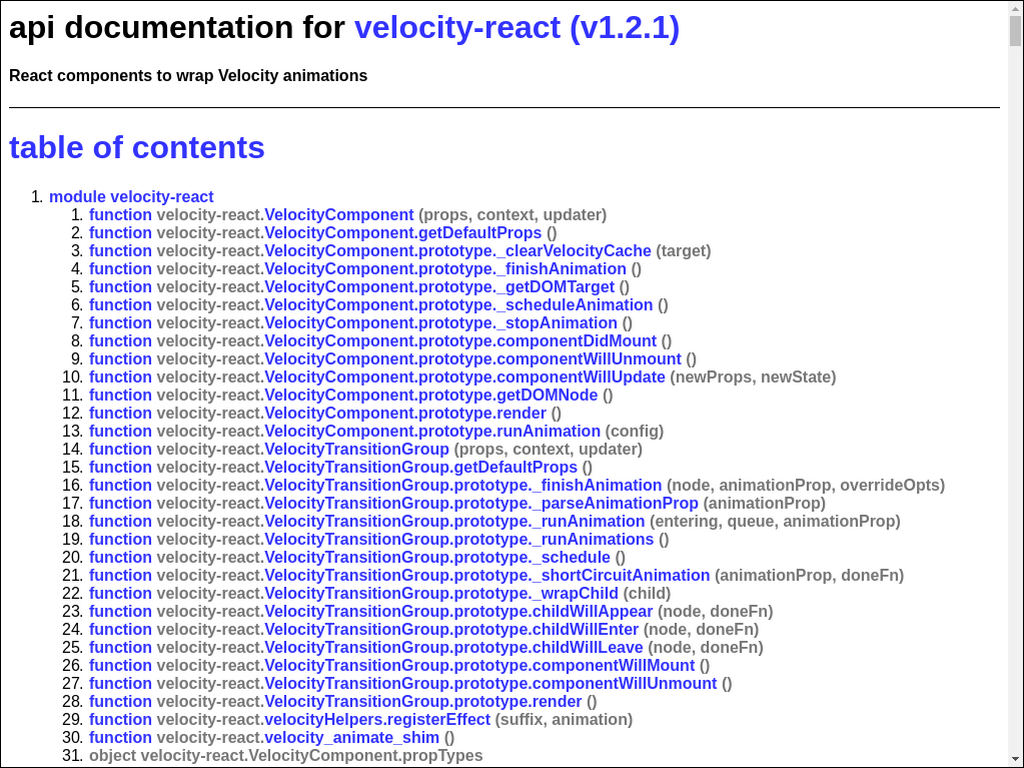 api documentation for velocity-react (v1.2.1)
React components to wrap Velocity animations
table of contents
1. module velocity-react
1. function velocity-react.VelocityComponent (props, context, updater)
2. function velocity-react.VelocityComponent.getDefaultProps ()
3. function velocity-react.VelocityComponent.prototype._clearVelocityCache (target)
4. function velocity-react.VelocityComponent.prototype._finishAnimation ()
5. function velocity-react.VelocityComponent.prototype._getDOMTarget ()
6. function velocity-react.VelocityComponent.prototype._scheduleAnimation ()
7. function velocity-react.VelocityComponent.prototype._stopAnimation ()
8. function velocity-react.VelocityComponent.prototype.componentDidMount ()
9. function velocity-react.VelocityComponent.prototype.componentWillUnmount ()
10. function velocity-react.VelocityComponent.prototype.componentWillUpdate (newProps, newState)
11. function velocity-react.VelocityComponent.prototype.getDOMNode ()
12. function velocity-react.VelocityComponent.prototype.render ()
13. function velocity-react.VelocityComponent.prototype.runAnimation (config)
14. function velocity-react.VelocityTransitionGroup (props, context, updater)
15. function velocity-react.VelocityTransitionGroup.getDefaultProps ()
16. function velocity-react.VelocityTransitionGroup.prototype._finishAnimation (node, animationProp, overrideOpts)
17. function velocity-react.VelocityTransitionGroup.prototype._parseAnimationProp (animationProp)
18. function velocity-react.VelocityTransitionGroup.prototype._runAnimation (entering, queue, animationProp)
19. function velocity-react.VelocityTransitionGroup.prototype._runAnimations ()
20. function velocity-react.VelocityTransitionGroup.prototype._schedule ()
21. function velocity-react.VelocityTransitionGroup.prototype._shortCircuitAnimation (animationProp, doneFn)
22. function velocity-react.VelocityTransitionGroup.prototype._wrapChild (child)
23. function velocity-react.VelocityTransitionGroup.prototype.childWillAppear (node, doneFn)
24. function velocity-react.VelocityTransitionGroup.prototype.childWillEnter (node, doneFn)
25. function velocity-react.VelocityTransitionGroup.prototype.childWillLeave (node, doneFn)
26. function velocity-react.VelocityTransitionGroup.prototype.componentWillMount ()
27. function velocity-react.VelocityTransitionGroup.prototype.componentWillUnmount ()
28. function velocity-react.VelocityTransitionGroup.prototype.render ()
29. function velocity-react.velocityHelpers.registerEffect (suffix, animation)
30. function velocity-react.velocity_animate_shim ()
31. object velocity-react.VelocityComponent.propTypes